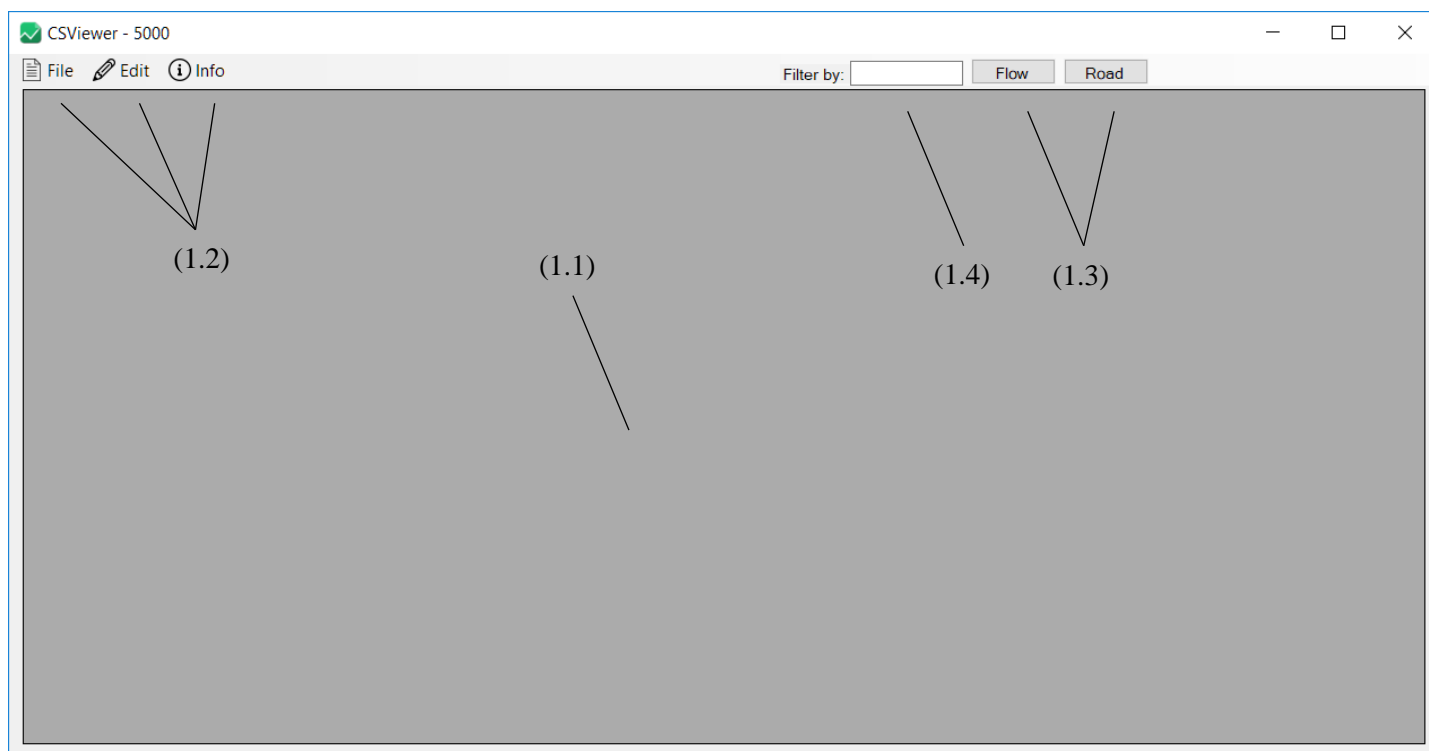 CSViewer - 5000
File Edit Info Filter by: Flow Road
(1.2) (1.1) (1.4) (1.3)